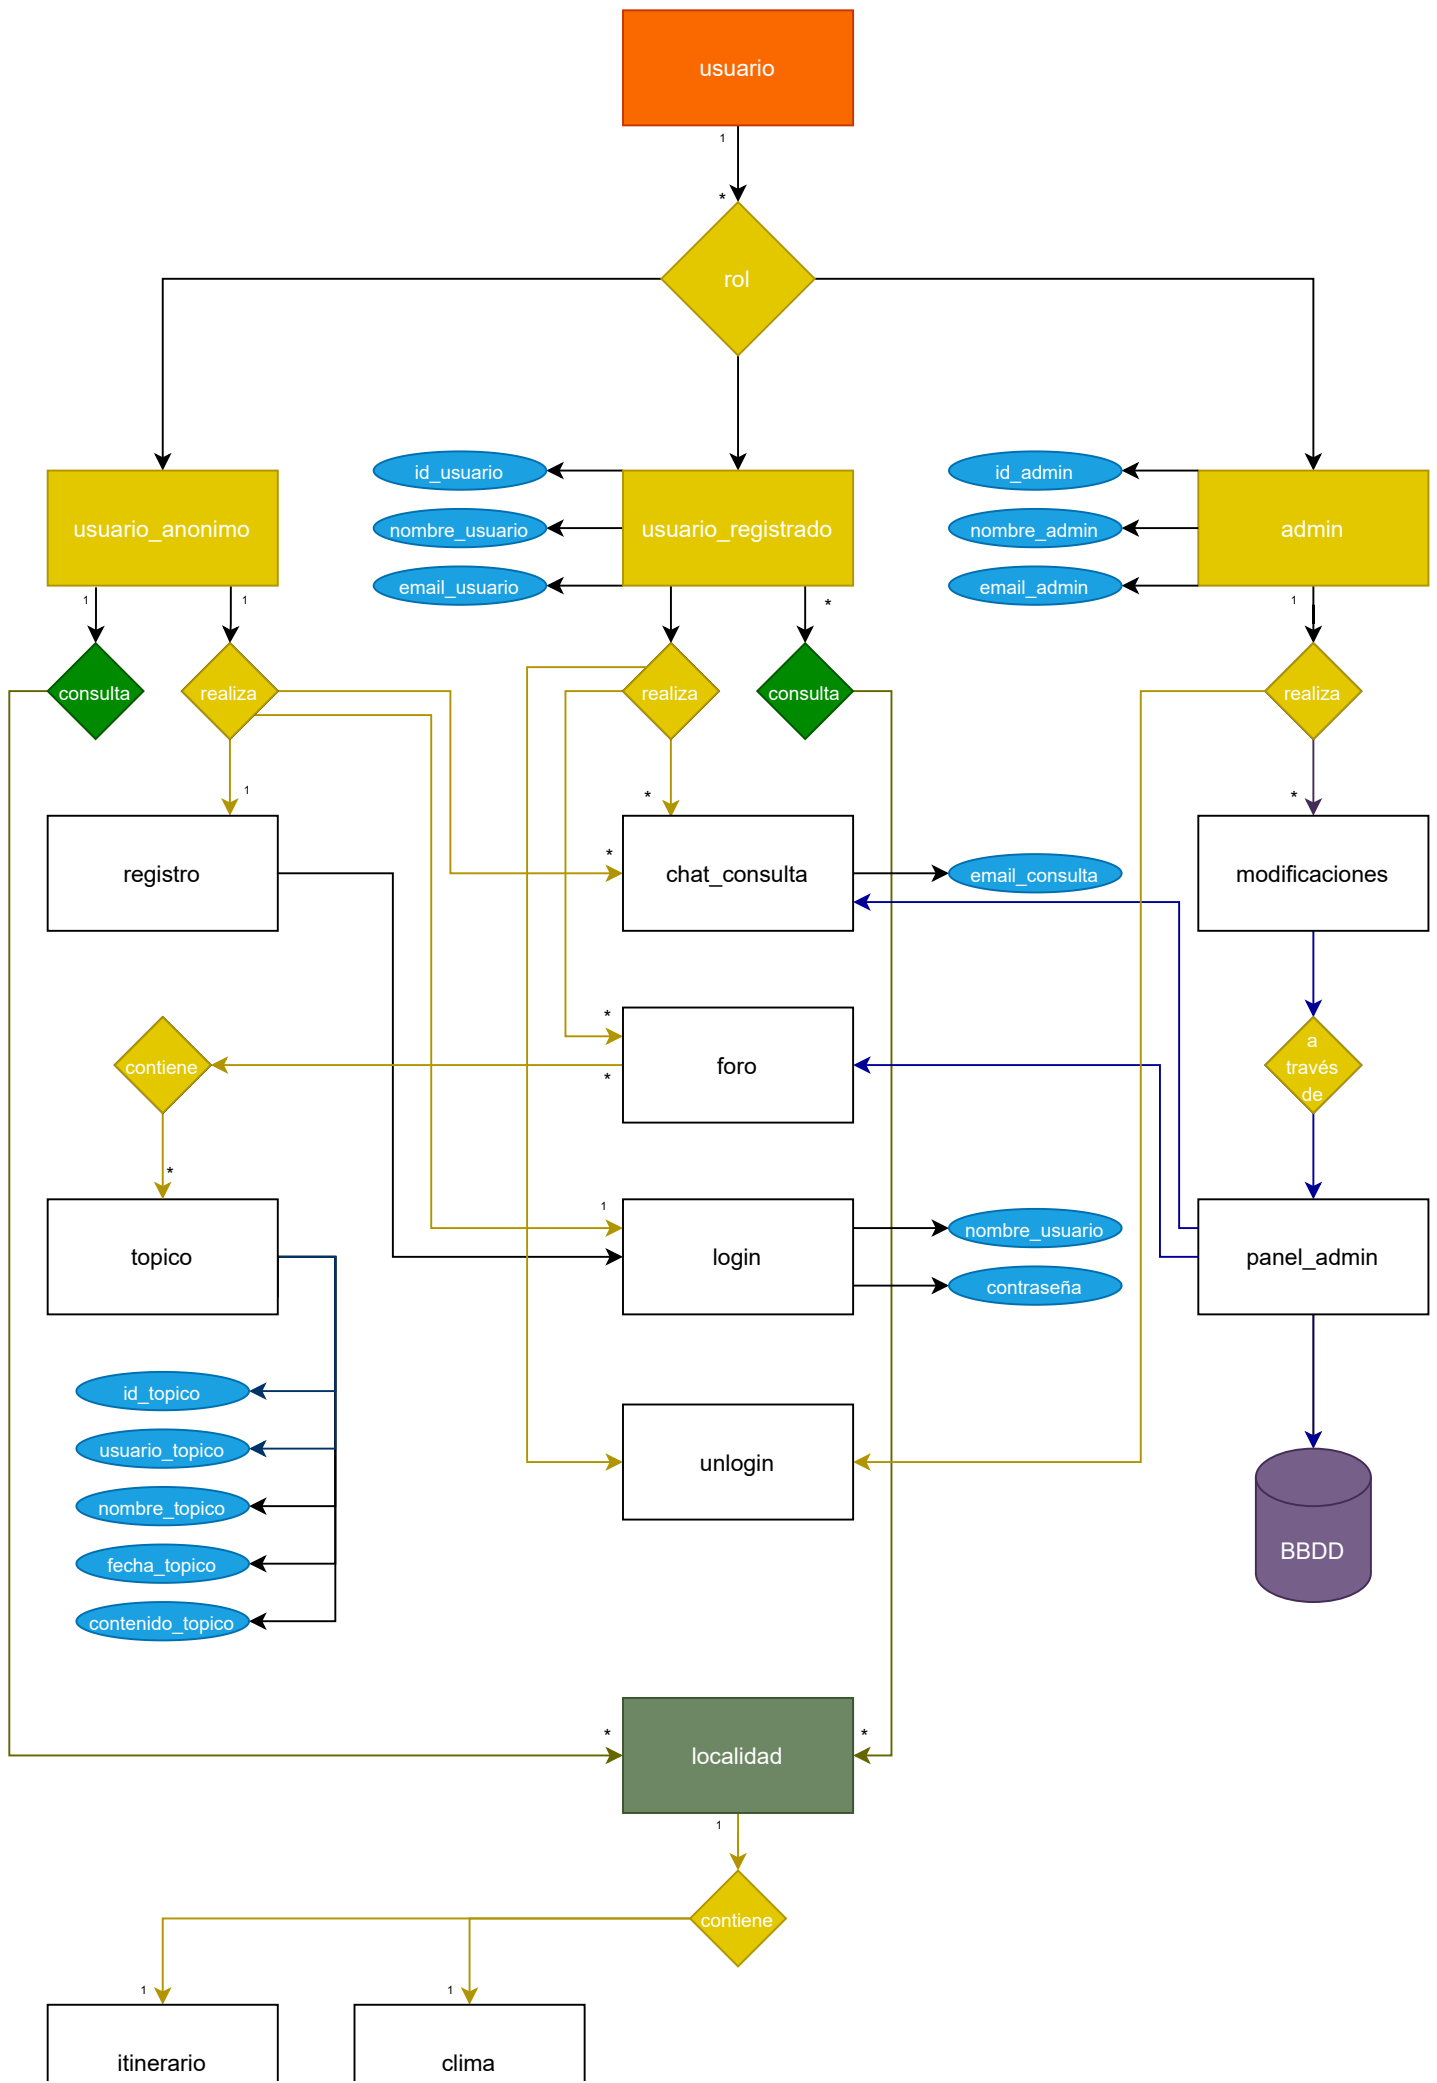 usuario
1
*
rol
id_usuario
id_admin
usuario_anonimo
nombre_usuario
usuario_registrado
nombre_admin
admin
email_usuario
email_admin
1
1
*
1
consulta
realiza
realiza
consulta
realiza
1
*
*
*
registro
chat_consulta
email_consulta
modificaciones
*
contiene
foro
a
través
de
*
*
1
topico
login
nombre_usuario
contraseña
panel_admin
id_topico
usuario_topico
unlogin
nombre_topico
fecha_topico
BBDD
contenido_topico
*
*
localidad
1
contiene
1
1
itinerario
clima